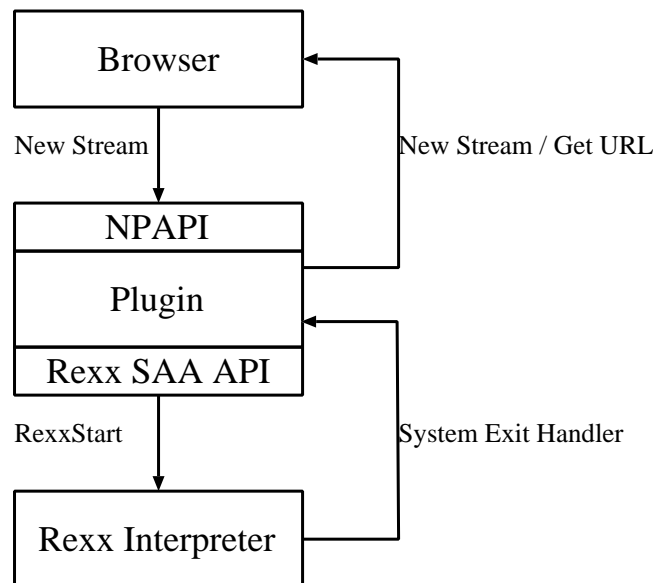 Browser
New Stream
New Stream / Get URL
NPAPI
Plugin
Rexx SAA API
RexxStart
System Exit Handler
Rexx Interpreter